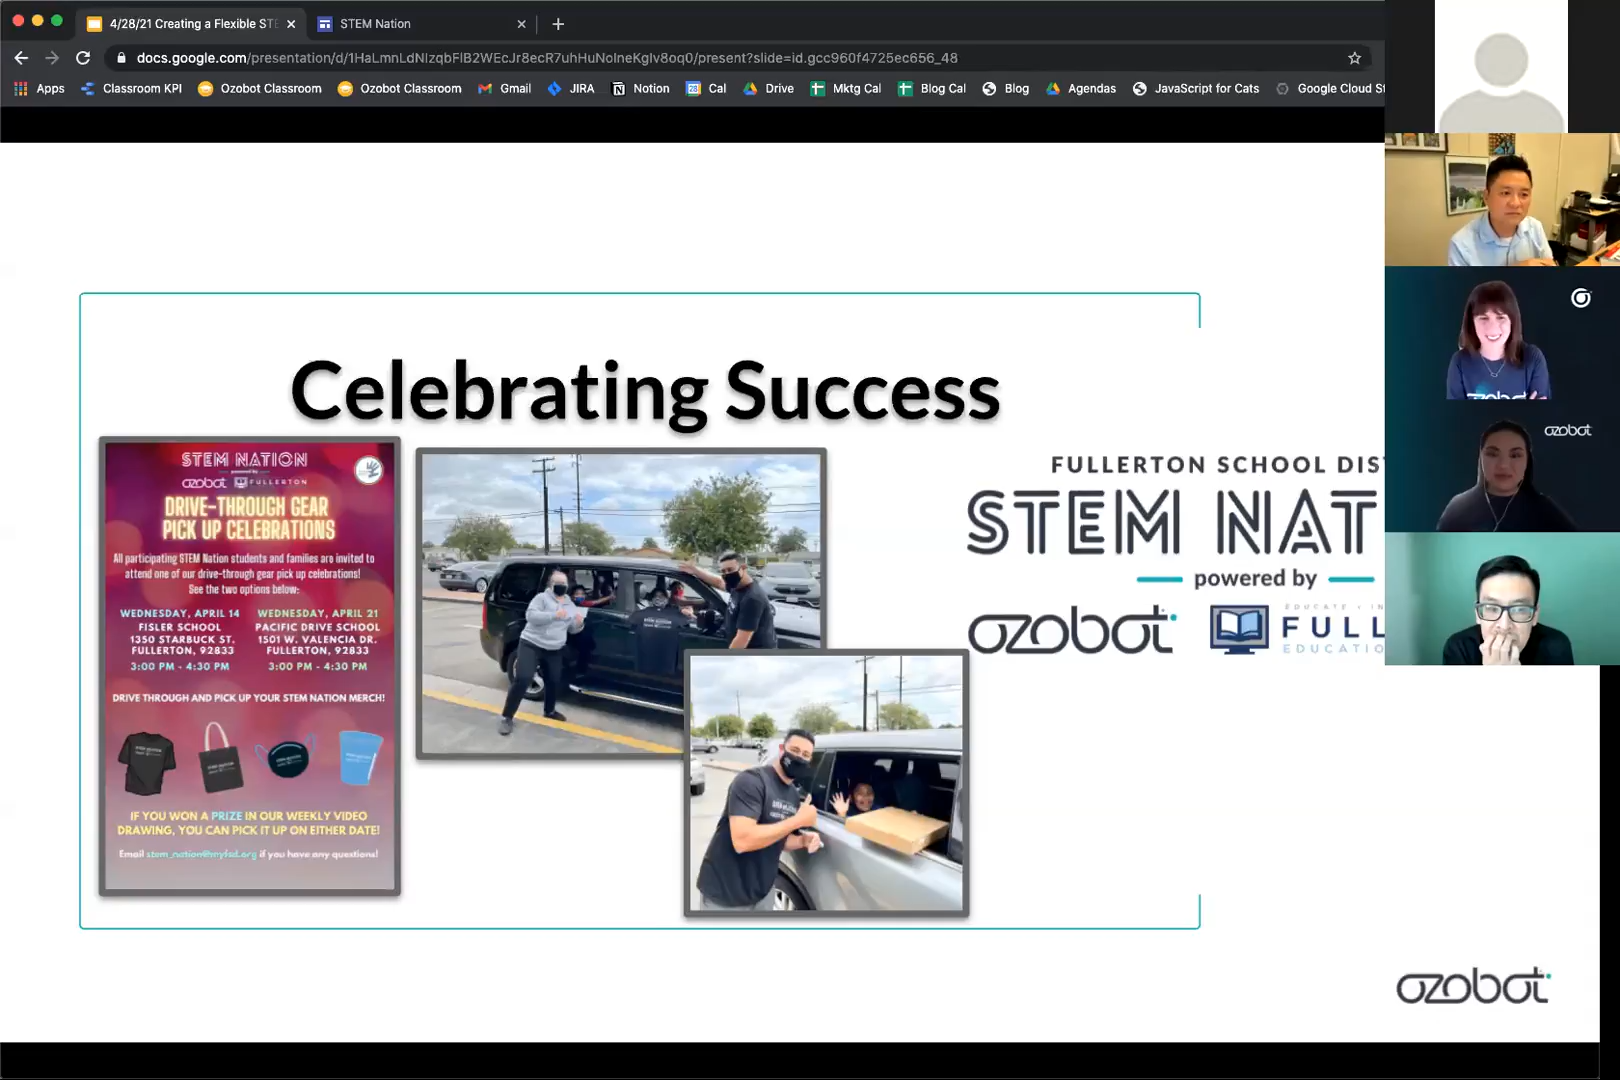 4/28/21 Creating a Flexible STE
STEM Nation
docs.google.com/presentation/d/1HaLmnLdNIzqbFlB2WEcJr8ecR7uhHuNolneKgIv8oq0/present?slide=id.gcc960f4725ec656_48
Apps
Classroom KPI
Ozobot Classroom
Ozobot Classroom
Gmail
JIRA
Notion
Cal
Drive
Mktg Cal
Blog Cal
Blog
Agendas
JavaScript for Cats
Google Cloud St
Celebrating Success
STEM NATION
powered by
ozobot FULLERTON
DRIVE-THROUGH GEAR
PICK UP CELEBRATIONS
All participating STEM Nation students and families are invited to
attend one of our drive-through gear pick up celebrations!
See the two options below:
WEDNESDAY, APRIL 14
FISLER SCHOOL
1350 STARBUCK ST.
FULLERTON, 92833
3:00 PM - 4:30 PM
WEDNESDAY, APRIL 21
PACIFIC DRIVE SCHOOL
1501 W. VALENCIA DR.
FULLERTON, 92833
3:00 PM - 4:30 PM
DRIVE THROUGH AND PICK UP YOUR STEM NATION MERCH!
IF YOU WON A PRIZE IN OUR WEEKLY VIDEO
DRAWING, YOU CAN PICK IT UP ON EITHER DATE!
Email stem_nation@myfsd.org if you have any questions!
FULLERTON SCHOOL DIS
STEM NAT
powered by
ozobot
EDUCATE • IN
FULL
EDUCATIO
ozobot
ozobot